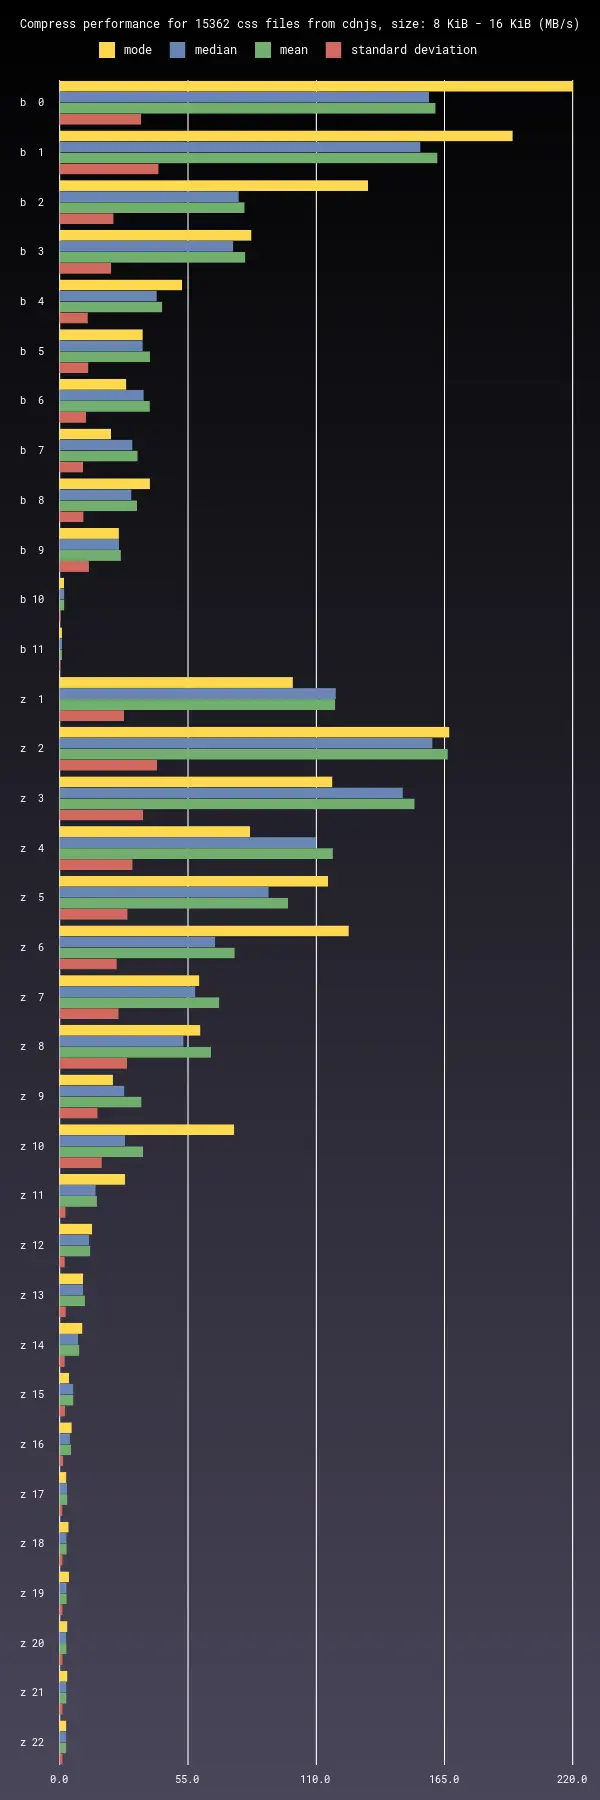 Compress performance for 15362 css files from cdnjs, size: 8 KiB - 16 KiB (MB/s)
mode median mean standard deviation
b 0
b 1
b 2
b 3
b 4
b 5
b 6
b 7
b 8
b 9
b 10
b 11
z 1
z 2
z 3
z 4
z 5
z 6
z 7
z 8
z 9
z 10
z 11
z 12
z 13
z 14
z 15
z 16
z 17
z 18
z 19
z 20
z 21
z 22
0.0 55.0 110.0 165.0 220.0